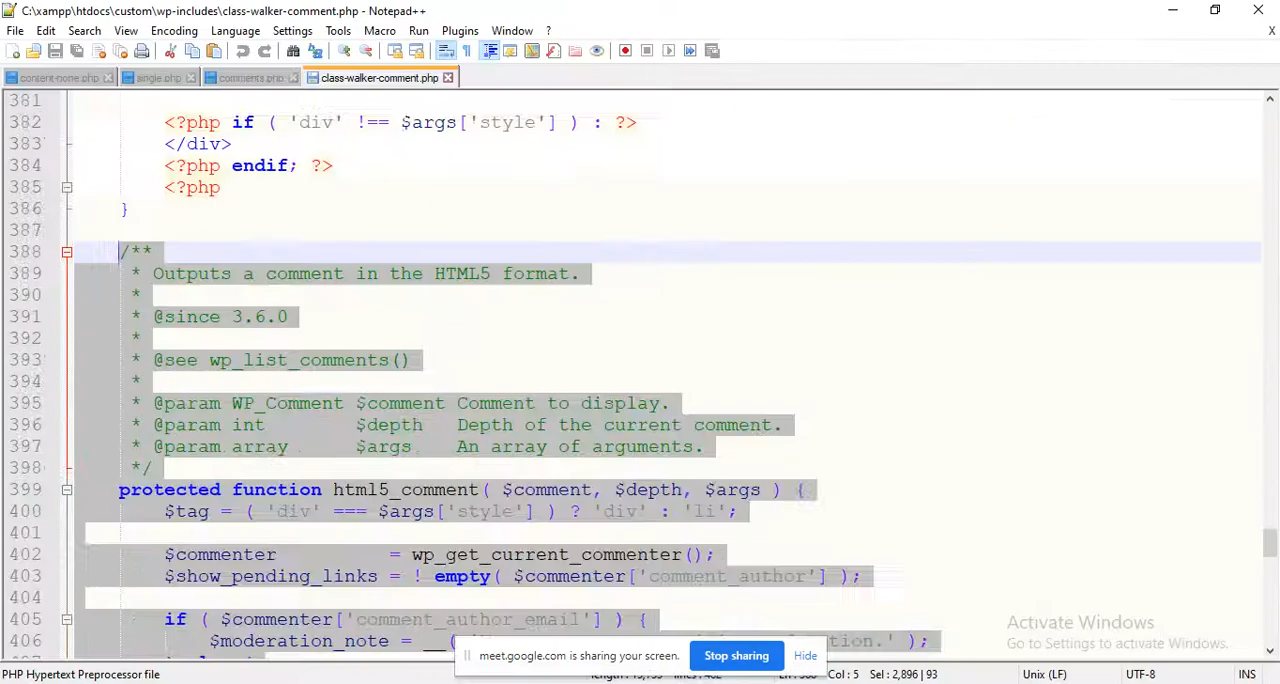 C:\xampp\htdocs\custom\wp-includes\class-walker-comment.php - Notepad++
File Edit Search View Encoding Language Settings Tools Macro Run Plugins Window ? X
content-none.php single.php comments.php class-walker-comment.php
381
382 <?php if ( 'div' !== $args['style'] ) : ?>
383 </div>
384 <?php endif; ?>
385 <?php
386 }
387
388 /**
389 * Outputs a comment in the HTML5 format.
390 *
391 * @since 3.6.0
392 *
393 * @see wp_list_comments()
394 *
395 * @param WP_Comment $comment Comment to display.
396 * @param int $depth Depth of the current comment.
397 * @param array $args An array of arguments.
398 */
399 protected function html5_comment( $comment, $depth, $args ) {
400 $tag = ( 'div' === $args['style'] ) ? 'div' : 'li';
401
402 $commenter = wp_get_current_commenter();
403 $show_pending_links = ! empty( $commenter['comment_author'] );
404
405 if ( $commenter['comment_author_email'] ) {
406 $moderation_note = __( .' );
Activate Windows
Go to Settings to activate Windows.
meet.google.com is sharing your screen. Stop sharing Hide
PHP Hypertext Preprocessor file Col : 5 Sel : 2,896 | 93 Unix (LF) UTF-8 INS